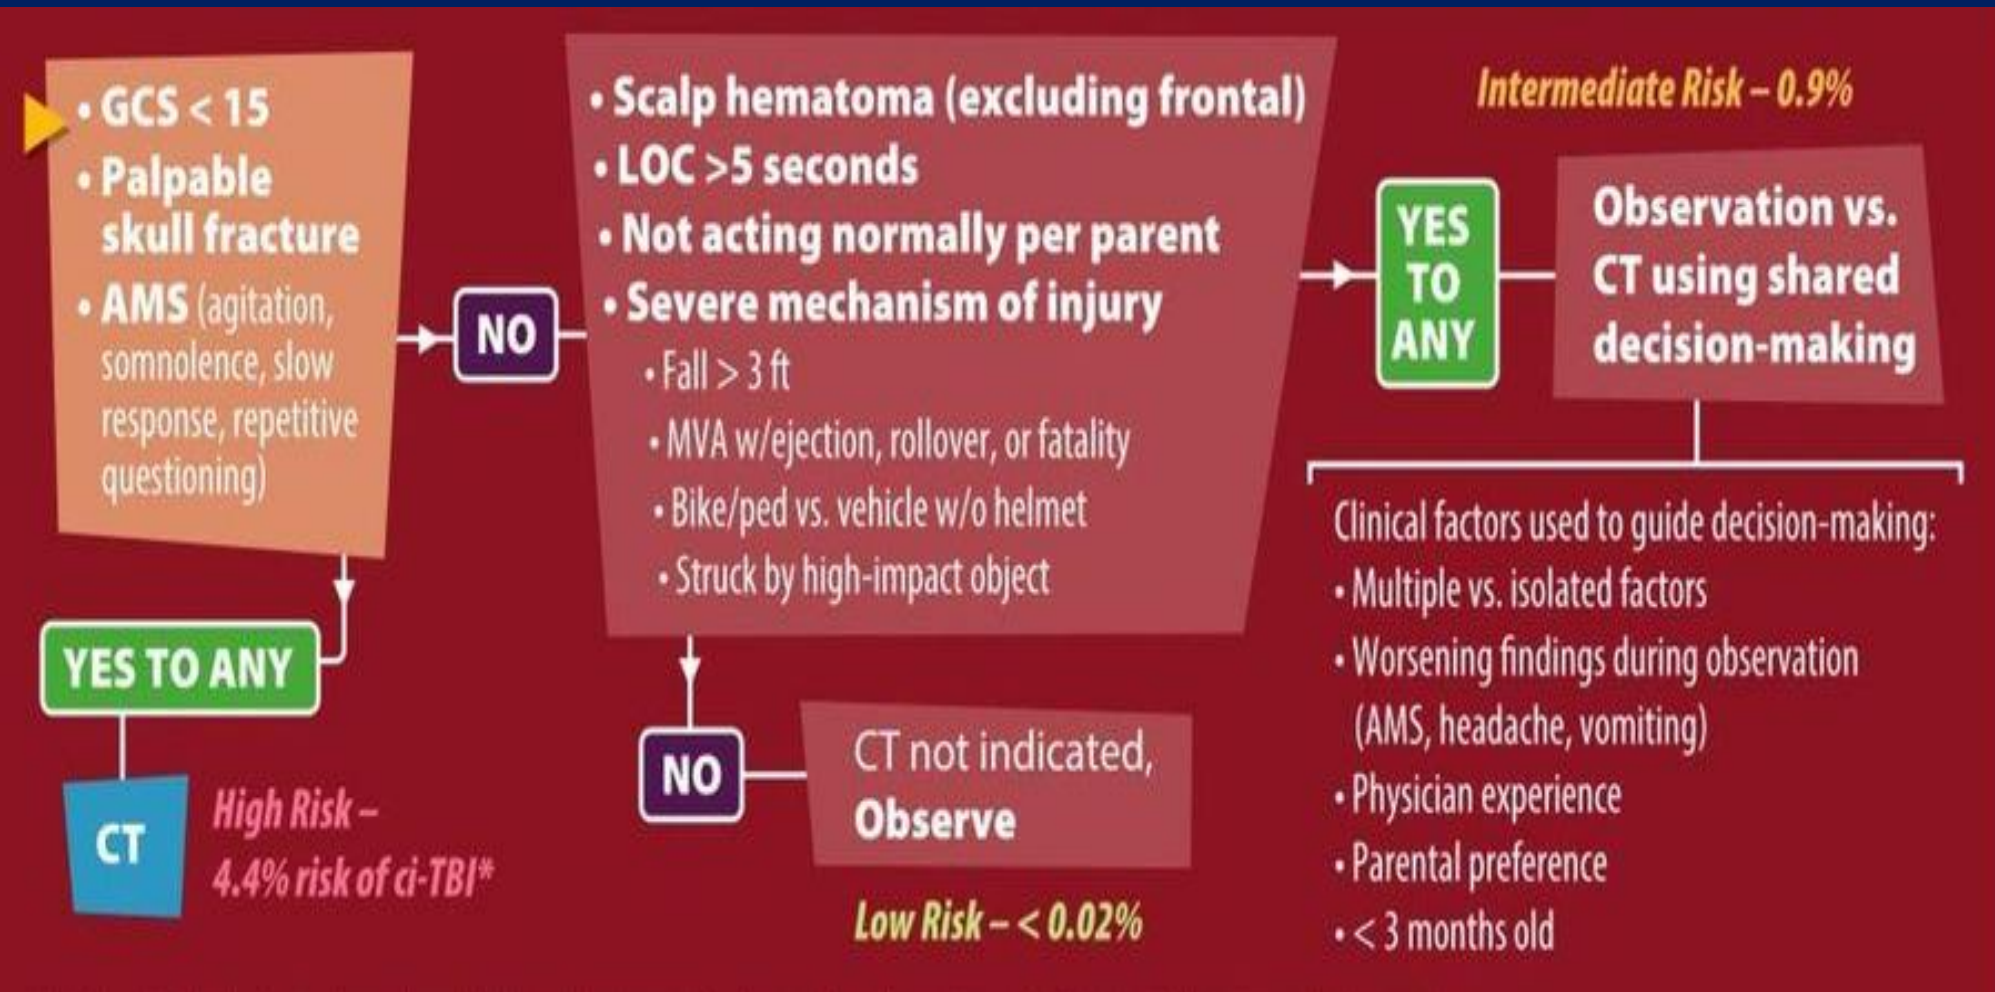 • GCS < 15
• Palpable
skull fracture
• AMS (agitation,
somnolence, slow
response, repetitive
questioning)
YES TO ANY
CT
High Risk –
4.4% risk of ci-TBI*
NO
• Scalp hematoma (excluding frontal)
• LOC >5 seconds
• Not acting normally per parent
• Severe mechanism of injury
• Fall > 3 ft
• MVA w/ejection, rollover, or fatality
• Bike/ped vs. vehicle w/o helmet
• Struck by high-impact object
NO
CT not indicated,
Observe
Low Risk – < 0.02%
YES
TO
ANY
Intermediate Risk – 0.9%
Observation vs.
CT using shared
decision-making
Clinical factors used to guide decision-making:
• Multiple vs. isolated factors
• Worsening findings during observation
(AMS, headache, vomiting)
• Physician experience
• Parental preference
• < 3 months old